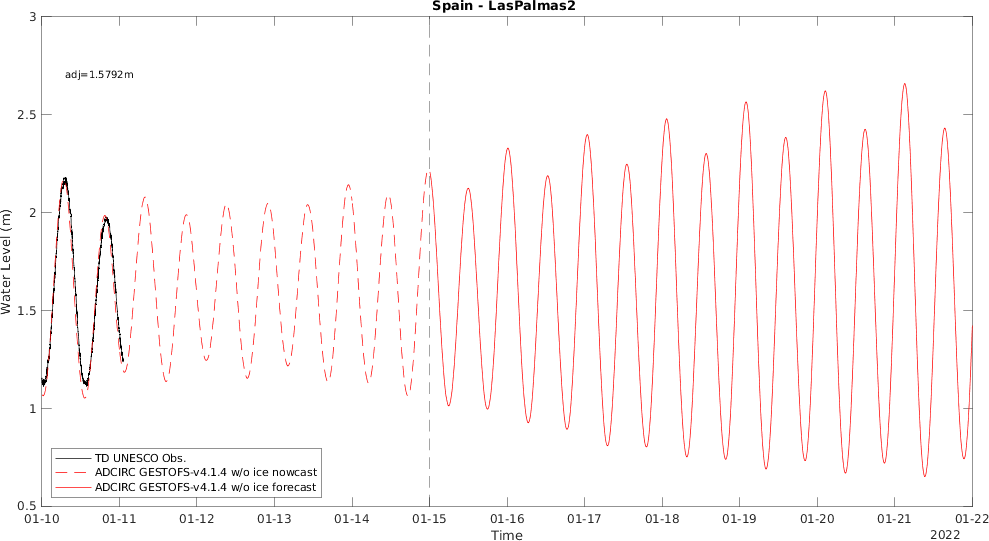 Spain - LasPalmas2
3
adj=1.5792m
2.5
2
Water Level (m)
1.5
1
TD UNESCO Obs.
ADCIRC GESTOFS-v4.1.4 w/o ice nowcast
ADCIRC GESTOFS-v4.1.4 w/o ice forecast
0.5
01-10 01-11 01-12 01-13 01-14 01-15 01-16 01-17 01-18 01-19 01-20 01-21 01-22
Time
2022